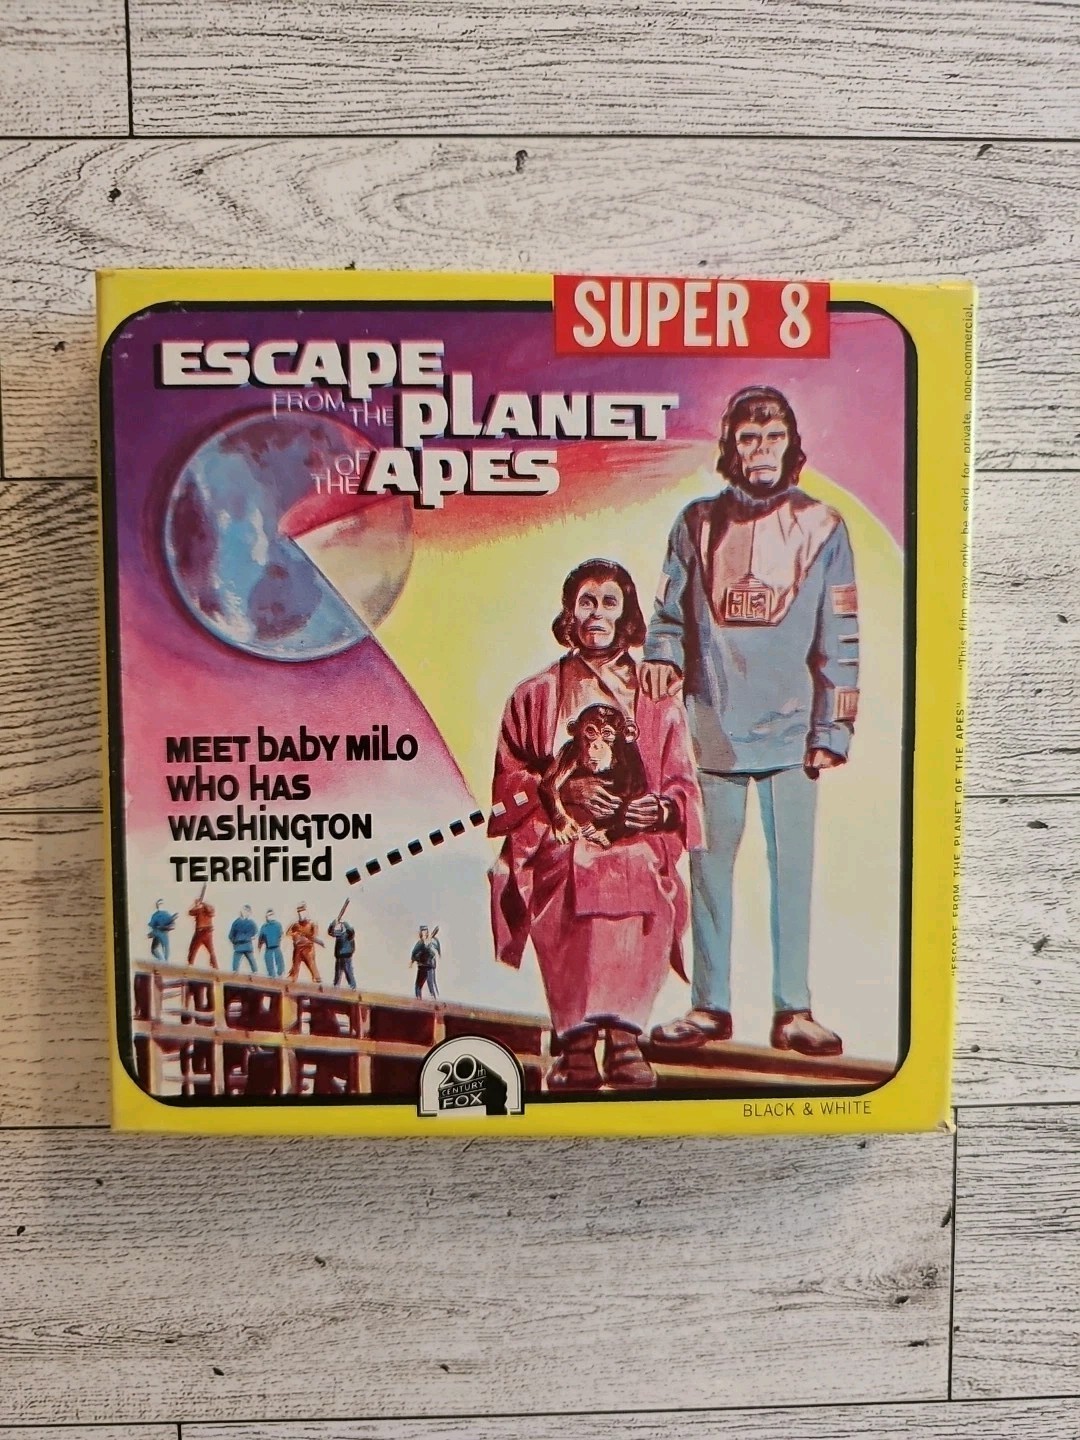 SUPER 8
ESCAPE
FROM THE PLANET
OF THE APES
MEET BABY MILO
WHO HAS
WASHINGTON
TERRIFIED
20th
CENTURY
FOX
BLACK & WHITE
"ESCAPE FROM THE PLANET OF THE APES" "This film may only be sold for private, non-commercial,